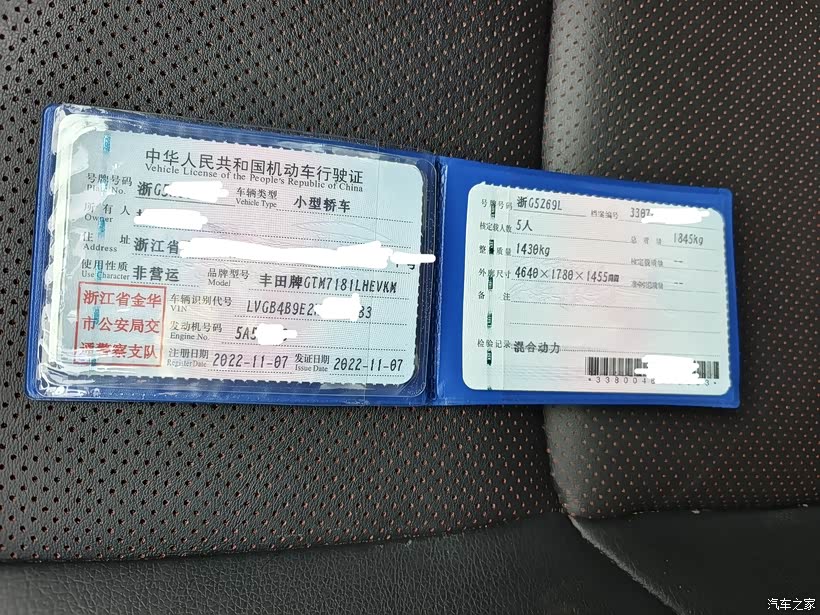 中华人民共和国机动车行驶证
Vehicle License of the People's Republic of China
号牌号码 浙G 车辆类型 小型轿车
Plate No. Vehicle Type
所有人
Owner
住址 浙江省 号
Address
使用性质 非营运 品牌型号 丰田牌GTM7181LHEVKM
Use Character Model
浙江省金华
市公安局交
通警察支队
车辆识别代号 LVGB4B9E2 83
VIN
发动机号码 5A5
Engine No.
注册日期 2022-11-07 发证日期 2022-11-07
Register Date Issue Date
号牌号码 浙G5Z69L 档案编号 3307
核定载人数 5人 总质量 1845kg
整备质量 1430kg 核定载质量 --
外廓尺寸 4640×1780×1455mm 准牵引总质量 --
备注
检验记录 混合动力
*338004 3*
汽车之家